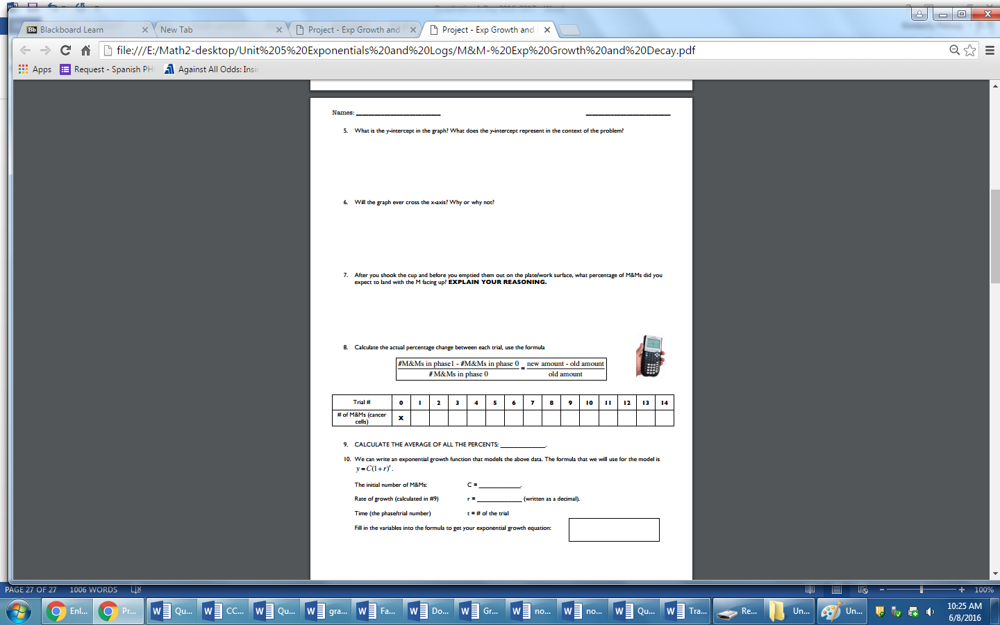 Blackboard Learn
New Tab
Project - Exp Growth and
Project - Exp Growth and
file:///E:/Math2-desktop/Unit%205%20Exponentials%20and%20Logs/M&M-%20Exp%20Growth%20and%20Decay.pdf
Apps
Request - Spanish PH
Against All Odds: Insi
Names: ____________________ ____________________
5. What is the y-intercept in the graph? What does the y-intercept represent in the context of the problem?
6. Will the graph ever cross the x-axis? Why or why not?
7. After you shook the cup and before you emptied them out on the plate/work surface, what percentage of M&Ms did you
expect to land with the M facing up? EXPLAIN YOUR REASONING.
8. Calculate the actual percentage change between each trial, use the formula
#M&Ms in phase1 - #M&Ms in phase 0 = new amount - old amount
# M&Ms in phase 0 old amount
Trial # 0 1 2 3 4 5 6 7 8 9 10 11 12 13 14
# of M&Ms (cancer
cells) X
9. CALCULATE THE AVERAGE OF ALL THE PERCENTS: _____________.
10. We can write an exponential growth function that models the above data. The formula that we will use for the model is
y = C(1 + r)^t.
The initial number of M&Ms: C = ____________.
Rate of growth (calculated in #9) r = _____________ (written as a decimal).
Time (the phase/trial number) t = # of the trial
Fill in the variables into the formula to get your exponential growth equation:
PAGE 27 OF 27 1006 WORDS 100%
Enl... Pr... Qu... CC... Qu... gra... Fa... Do... Gr... no... no... Qu... Tra... Re... Un... Un...
10:25 AM
6/8/2016